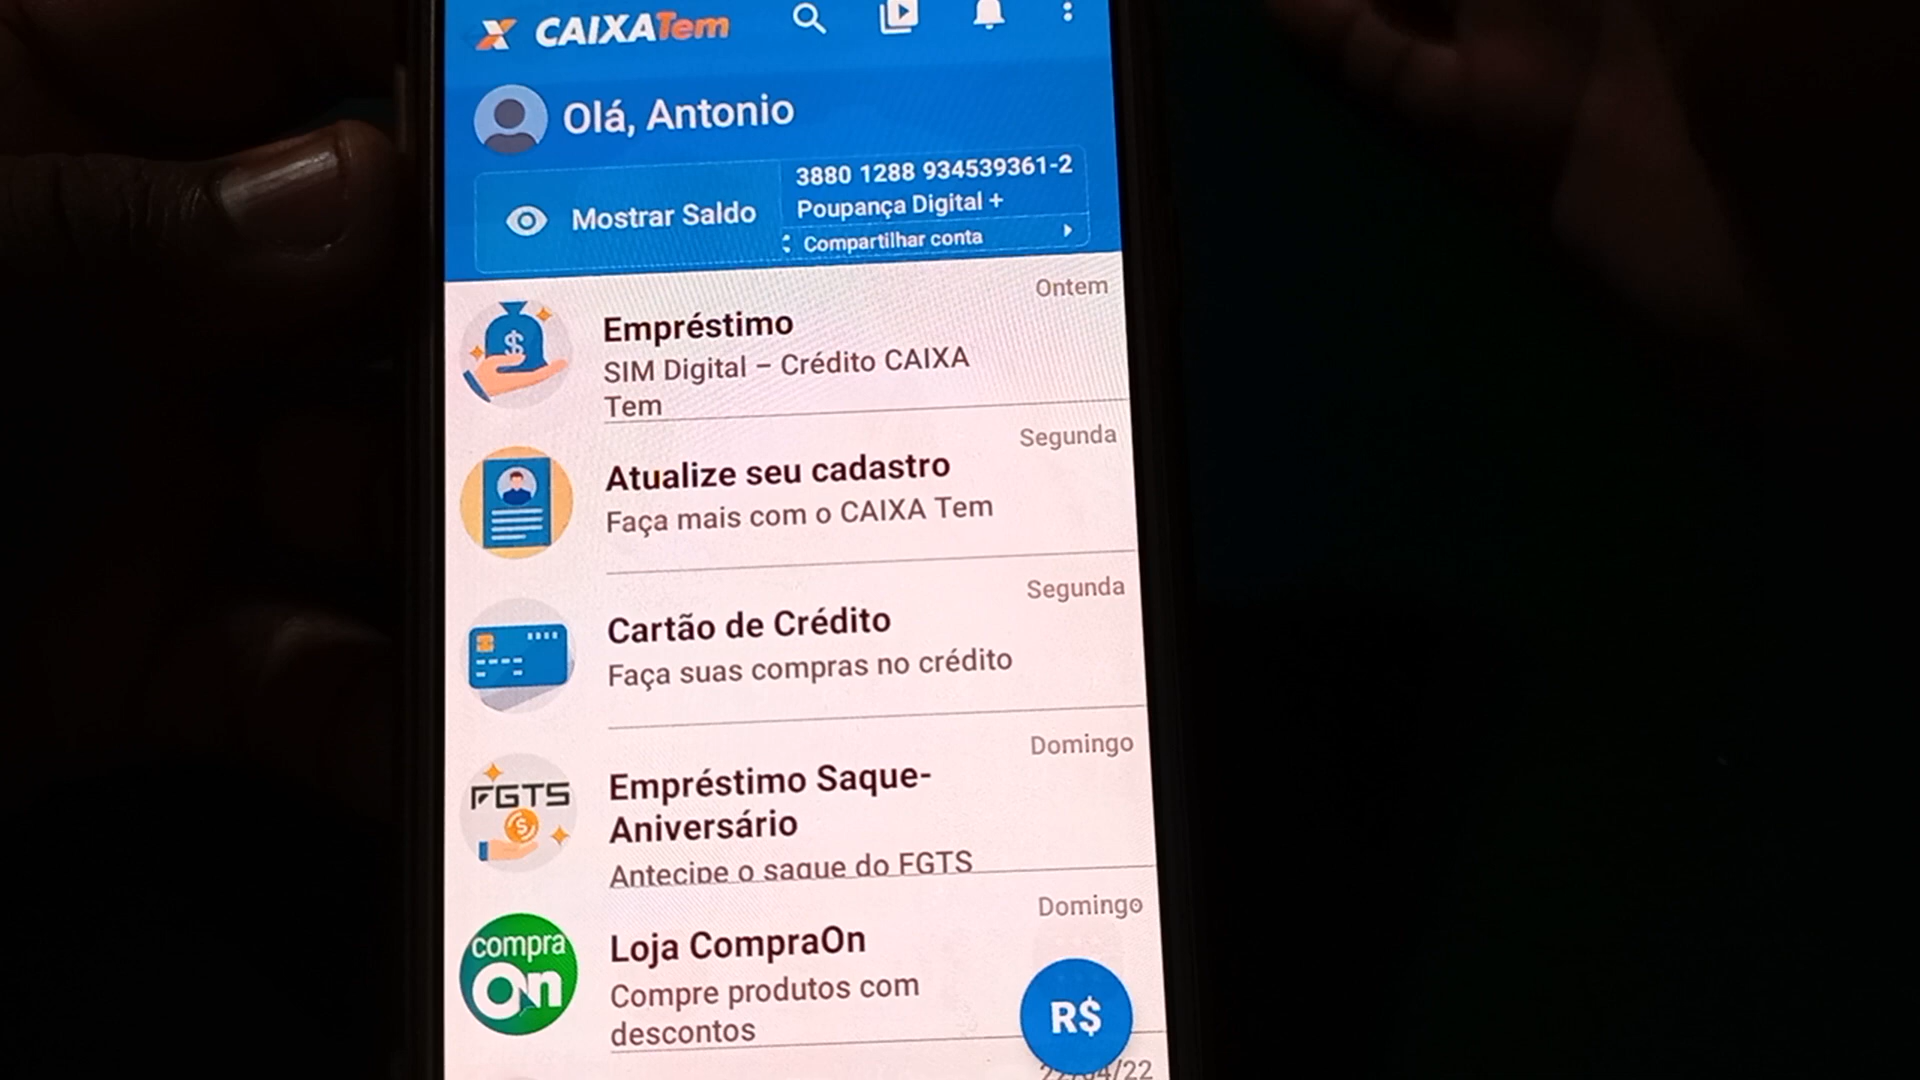 CAIXATem
Olá, Antonio
Mostrar Saldo
3880 1288 934539361-2
Poupança Digital +
Compartilhar conta
Ontem
Empréstimo
SIM Digital – Crédito CAIXA
Tem
Segunda
Atualize seu cadastro
Faça mais com o CAIXA Tem
Segunda
Cartão de Crédito
Faça suas compras no crédito
Domingo
FGTS
Empréstimo Saque-
Aniversário
Antecipe o saque do FGTS
Domingo
compra
On
Loja CompraOn
Compre produtos com
descontos
R$